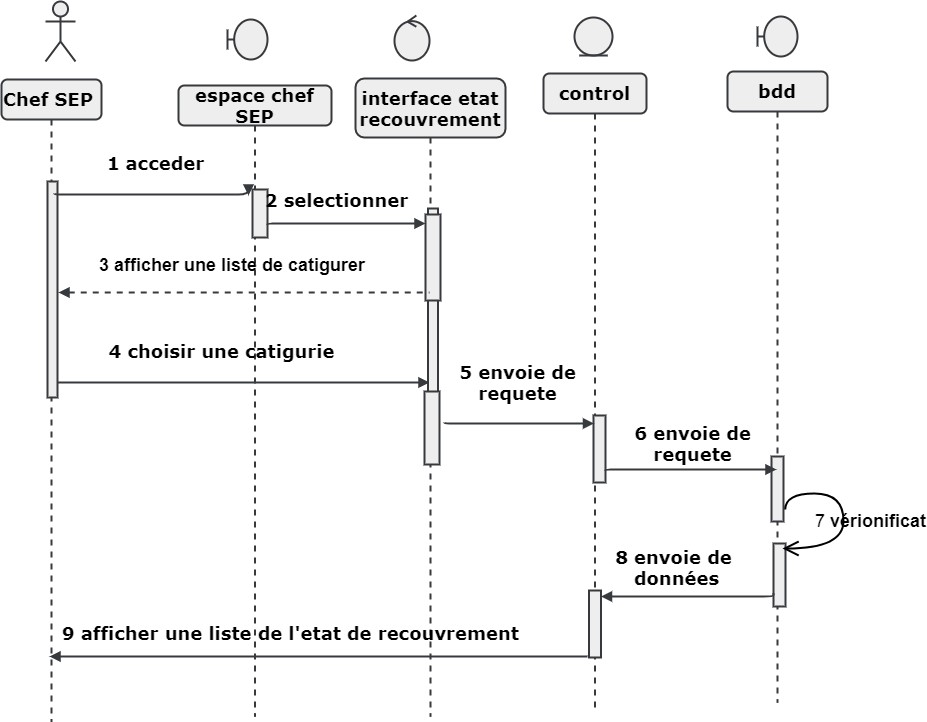 Chef SEP
espace chef
SEP
interface etat
recouvrement
control
bdd
1 acceder
2 selectionner
3 afficher une liste de catigurer
4 choisir une catigurie
5 envoie de
requete
6 envoie de
requete
7 vérionificat
8 envoie de
données
9 afficher une liste de l'etat de recouvrement